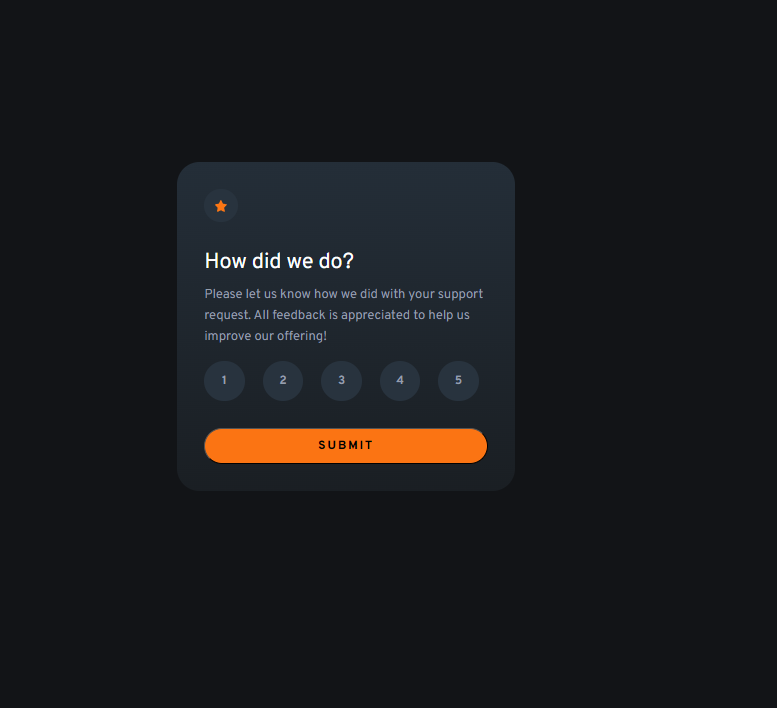 How did we do?
Please let us know how we did with your support
request. All feedback is appreciated to help us
improve our offering!
1 2 3 4 5
SUBMIT